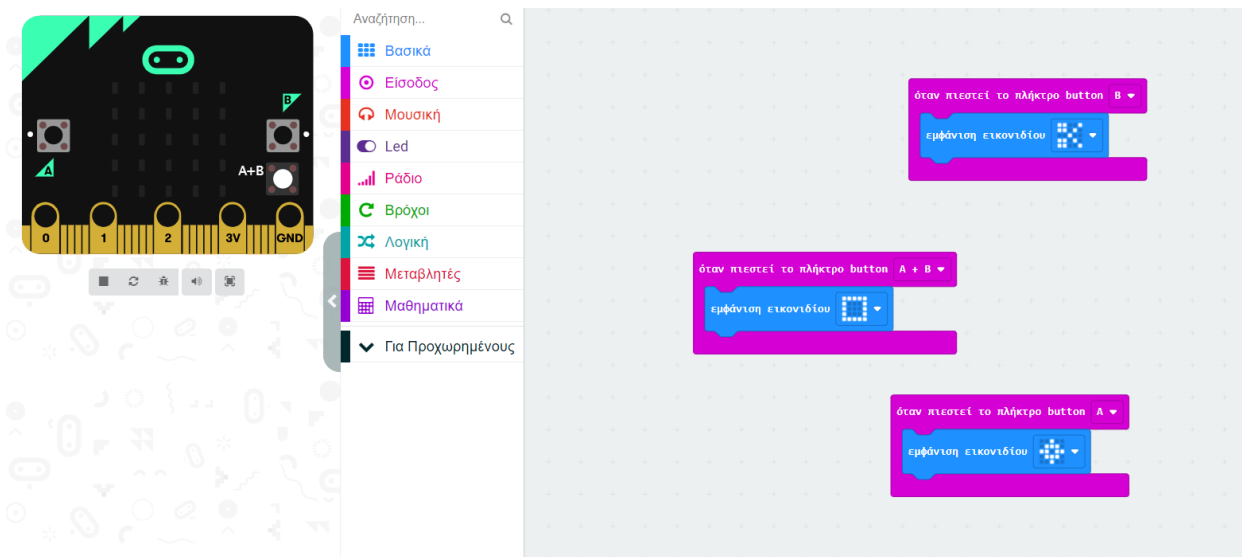 B
A
A+B
0
1
2
3V
GND
Αναζήτηση...
Βασικά
Είσοδος
Μουσική
Led
Ράδιο
Βρόχοι
Λογική
Μεταβλητές
Μαθηματικά
Για Προχωρημένους
όταν πιεστεί το πλήκτρο button B
εμφάνιση εικονιδίου
όταν πιεστεί το πλήκτρο button A + B
εμφάνιση εικονιδίου
όταν πιεστεί το πλήκτρο button A
εμφάνιση εικονιδίου